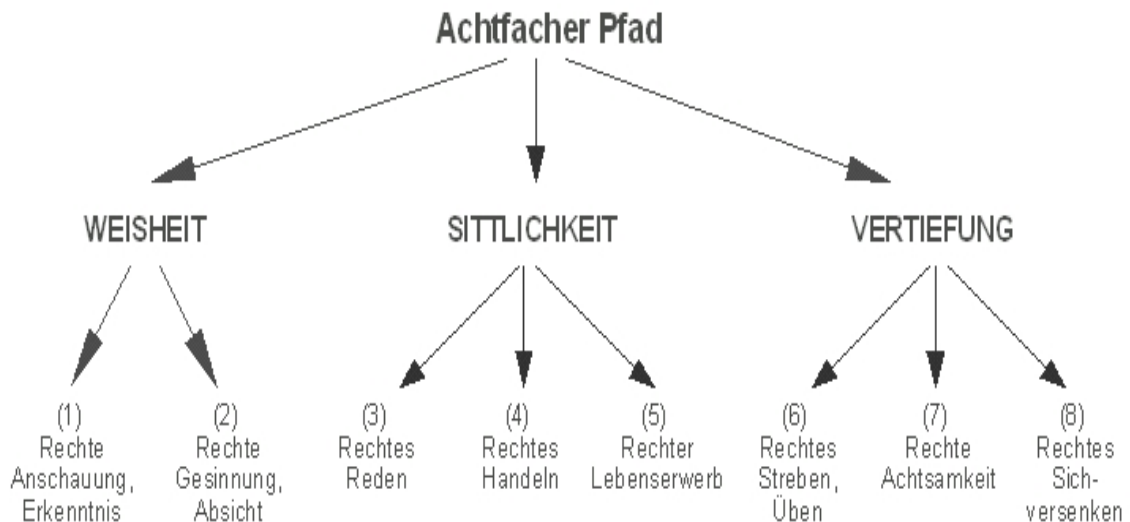 Achtfacher Pfad
WEISHEIT
SITTLICHKEIT
VERTIEFUNG
(1)
Rechte
Anschauung,
Erkenntnis
(2)
Rechte
Gesinnung,
Absicht
(3)
Rechtes
Reden
(4)
Rechtes
Handeln
(5)
Rechter
Lebenserwerb
(6)
Rechtes
Streben,
Üben
(7)
Rechte
Achtsamkeit
(8)
Rechtes
Sich-
versenken